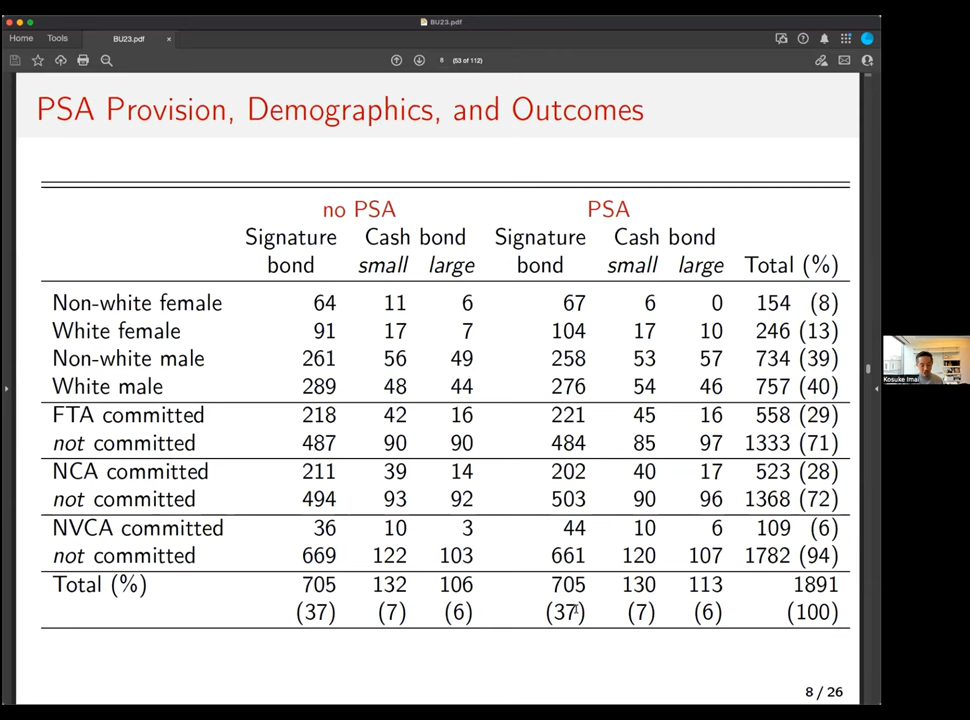 BU23.pdf
Home Tools BU23.pdf ×
8 (53 of 112)
PSA Provision, Demographics, and Outcomes
no PSA PSA
Signature Cash bond Signature Cash bond
bond small large bond small large Total (%)
Non-white female 64 11 6 67 6 0 154 (8)
White female 91 17 7 104 17 10 246 (13)
Non-white male 261 56 49 258 53 57 734 (39)
White male 289 48 44 276 54 46 757 (40)
FTA committed 218 42 16 221 45 16 558 (29)
not committed 487 90 90 484 85 97 1333 (71)
NCA committed 211 39 14 202 40 17 523 (28)
not committed 494 93 92 503 90 96 1368 (72)
NVCA committed 36 10 3 44 10 6 109 (6)
not committed 669 122 103 661 120 107 1782 (94)
Total (%) 705 132 106 705 130 113 1891
(37) (7) (6) (37) (7) (6) (100)
8 / 26
Kosuke Imai